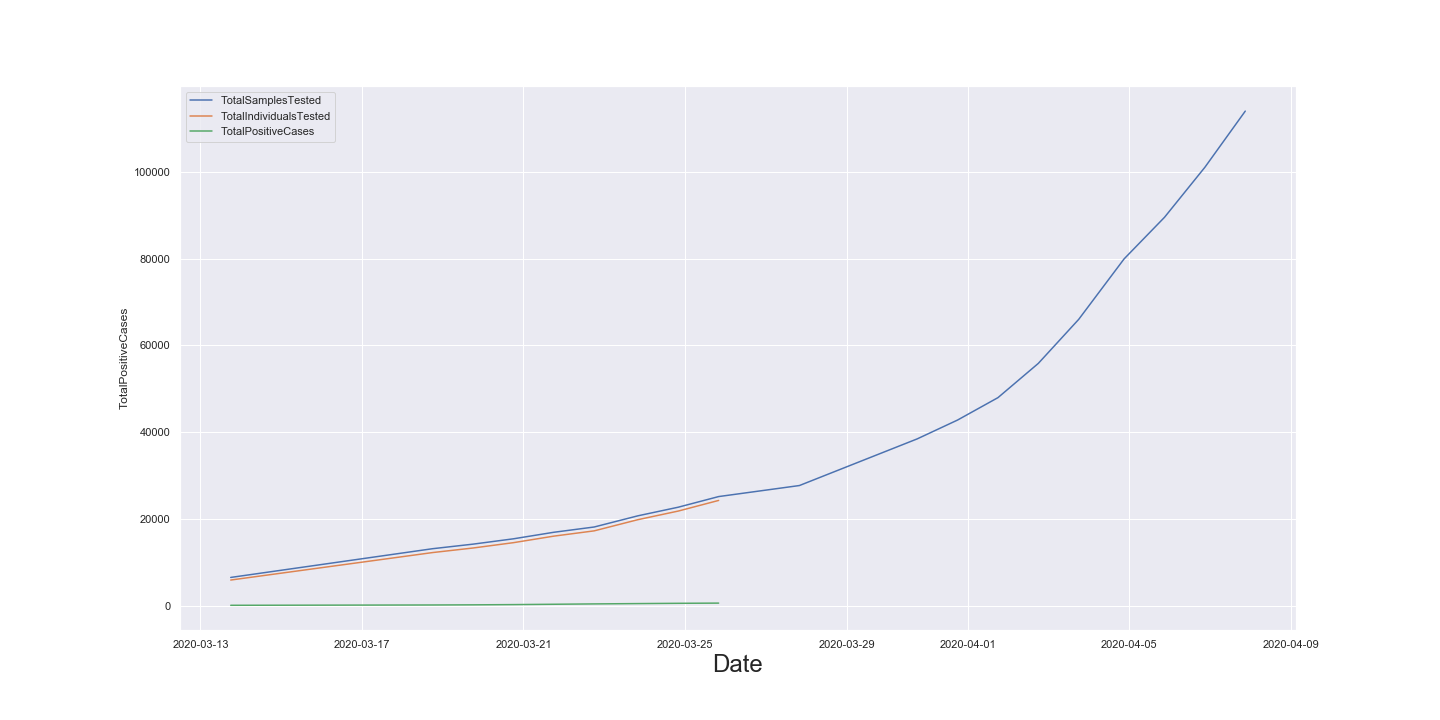 TotalSamplesTested
TotalIndividualsTested
TotalPositiveCases
100000
80000
60000
40000
20000
0
TotalPositiveCases
2020-03-13 2020-03-17 2020-03-21 2020-03-25 2020-03-29 2020-04-01 2020-04-05 2020-04-09
Date